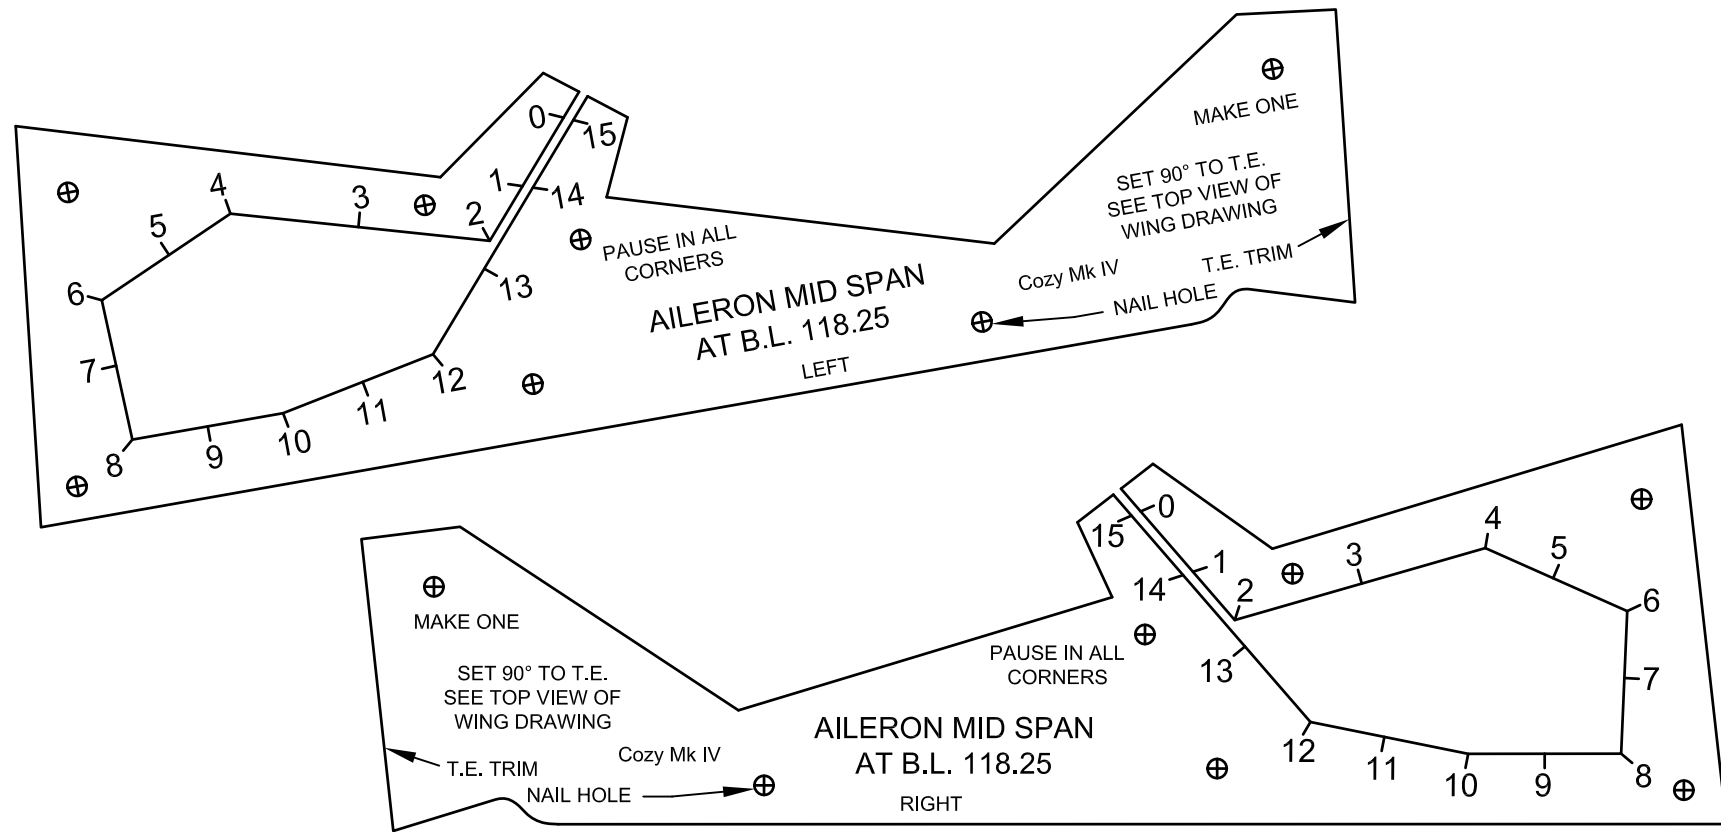 0
15
1
14
2
3
4
5
6
7
8
9
10
11
12
13
PAUSE IN ALL
CORNERS
AILERON MID SPAN
AT B.L. 118.25
LEFT
MAKE ONE
SET 90° TO T.E.
SEE TOP VIEW OF
WING DRAWING
T.E. TRIM
Cozy Mk IV
NAIL HOLE
MAKE ONE
SET 90° TO T.E.
SEE TOP VIEW OF
WING DRAWING
T.E. TRIM
Cozy Mk IV
NAIL HOLE
PAUSE IN ALL
CORNERS
AILERON MID SPAN
AT B.L. 118.25
RIGHT
15
0
14
1
2
3
4
5
6
7
8
9
10
11
12
13